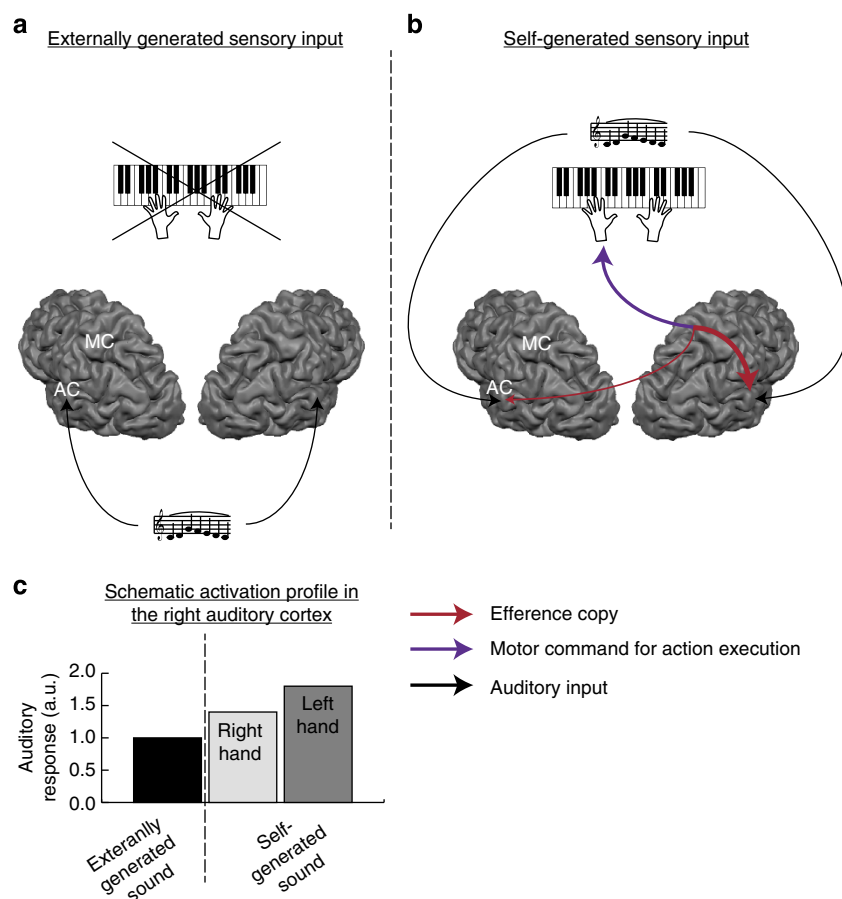 a
Externally generated sensory input
MC
AC
b
Self-generated sensory input
MC
AC
c
Schematic activation profile in
the right auditory cortex
Auditory
response (a.u.)
2.0
1.5
1.0
0.5
0.0
Right
hand
Left
hand
Exteranlly
generated
sound
Self-
generated
sound
Efference copy
Motor command for action execution
Auditory input